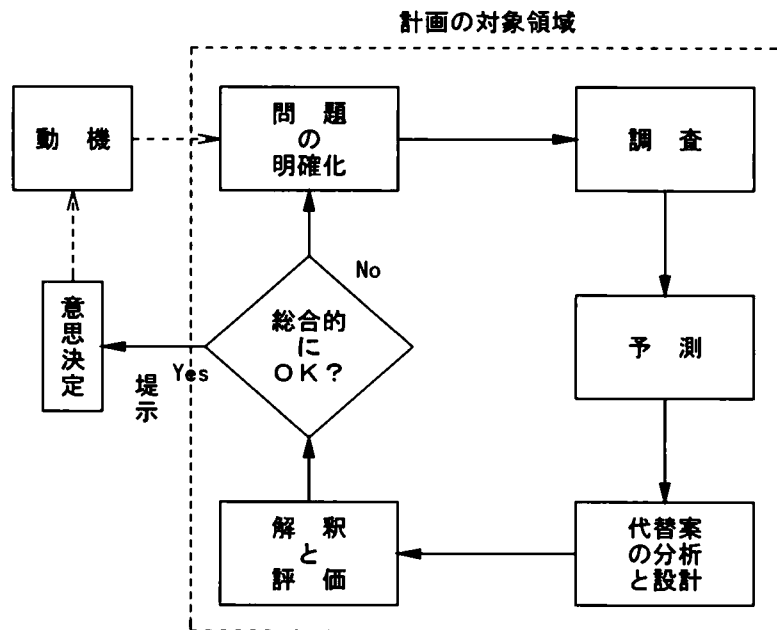 計画の対象領域
動 機
問 題
の
明確化
調 査
No
意思決定
総合的
に
OK?
Yes
堤示
予 測
解 釈
と
評 価
代替案
の分析
と設計